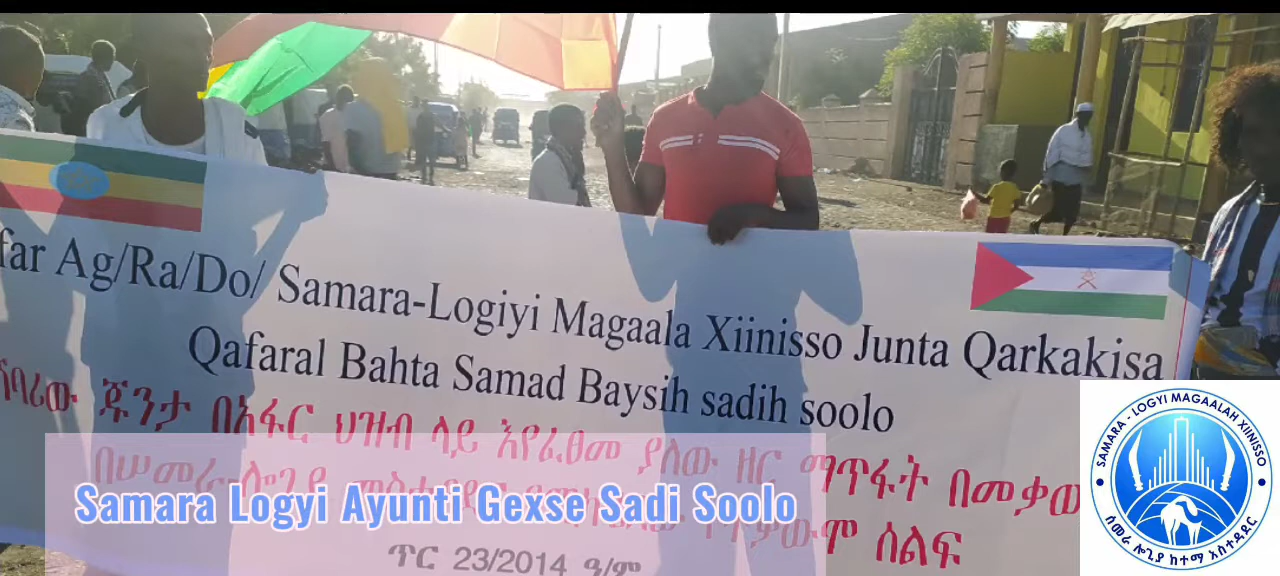 far Ag/Ra/Do/ Samara-Logiyi Magaala Xiinisso Junta Qarkakisa
Qafaral Bahta Samad Baysih sadih soolo
ጁንታ በአፋር ህዝብ ላይ እየፈፀመ ያለው ዘር ማጥፋት በመቃወ
ሰልፍ
ጥር 23/2014 ዓ/ም
Samara Logyi Ayunti Gexse Sadi Soolo
SAMARA - LOGYI MAGAALAH XIINISSO
ሰመራ ሎጊያ ከተማ አስተዳደር